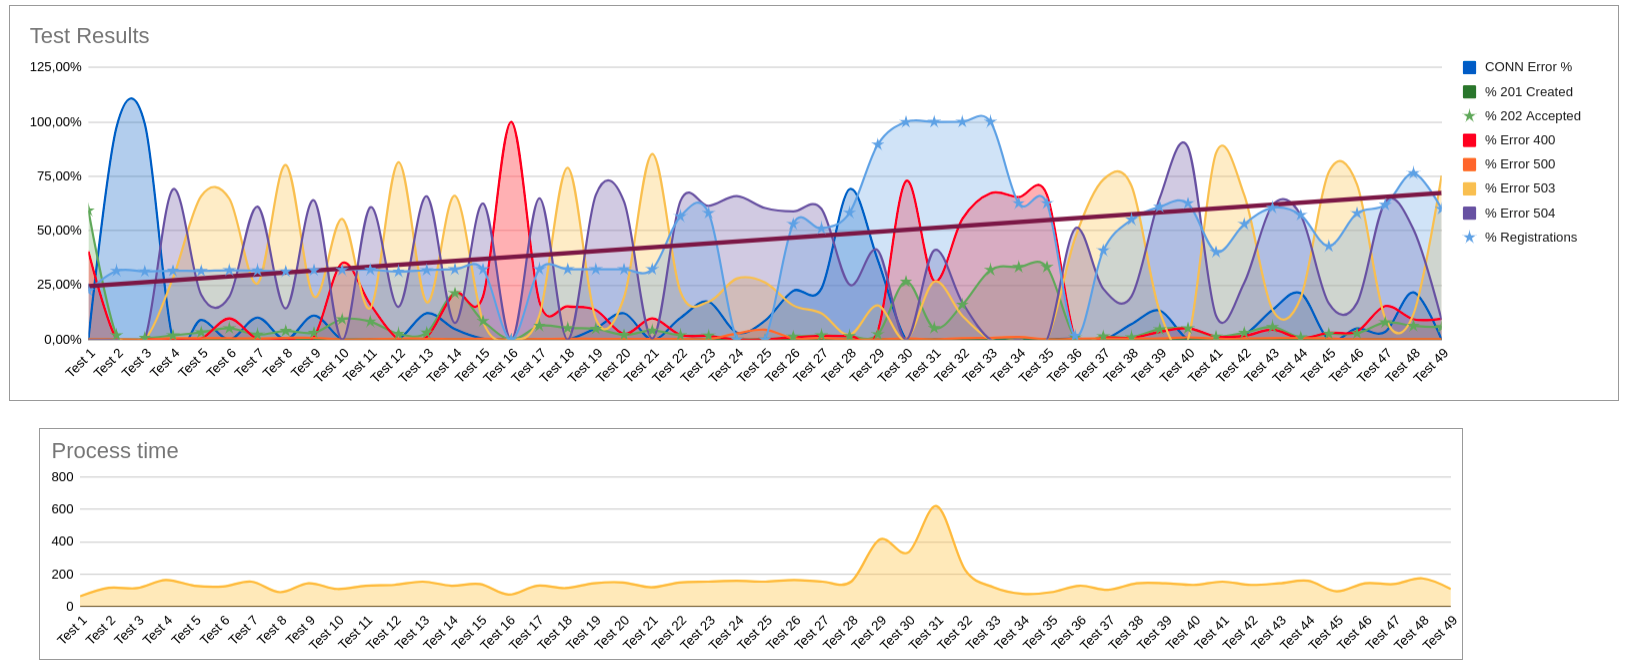 Test Results
125,00%
100,00%
75,00%
50,00%
25,00%
0,00%
Test 1
Test 2
Test 3
Test 4
Test 5
Test 6
Test 7
Test 8
Test 9
Test 10
Test 11
Test 12
Test 13
Test 14
Test 15
Test 16
Test 17
Test 18
Test 19
Test 20
Test 21
Test 22
Test 23
Test 24
Test 25
Test 26
Test 27
Test 28
Test 29
Test 30
Test 31
Test 32
Test 33
Test 34
Test 35
Test 36
Test 37
Test 38
Test 39
Test 40
Test 41
Test 42
Test 43
Test 44
Test 45
Test 46
Test 47
Test 48
Test 49
CONN Error %
% 201 Created
% 202 Accepted
% Error 400
% Error 500
% Error 503
% Error 504
% Registrations
Process time
800
600
400
200
0
Test 1
Test 2
Test 3
Test 4
Test 5
Test 6
Test 7
Test 8
Test 9
Test 10
Test 11
Test 12
Test 13
Test 14
Test 15
Test 16
Test 17
Test 18
Test 19
Test 20
Test 21
Test 22
Test 23
Test 24
Test 25
Test 26
Test 27
Test 28
Test 29
Test 30
Test 31
Test 32
Test 33
Test 34
Test 35
Test 36
Test 37
Test 38
Test 39
Test 40
Test 41
Test 42
Test 43
Test 44
Test 45
Test 46
Test 47
Test 48
Test 49